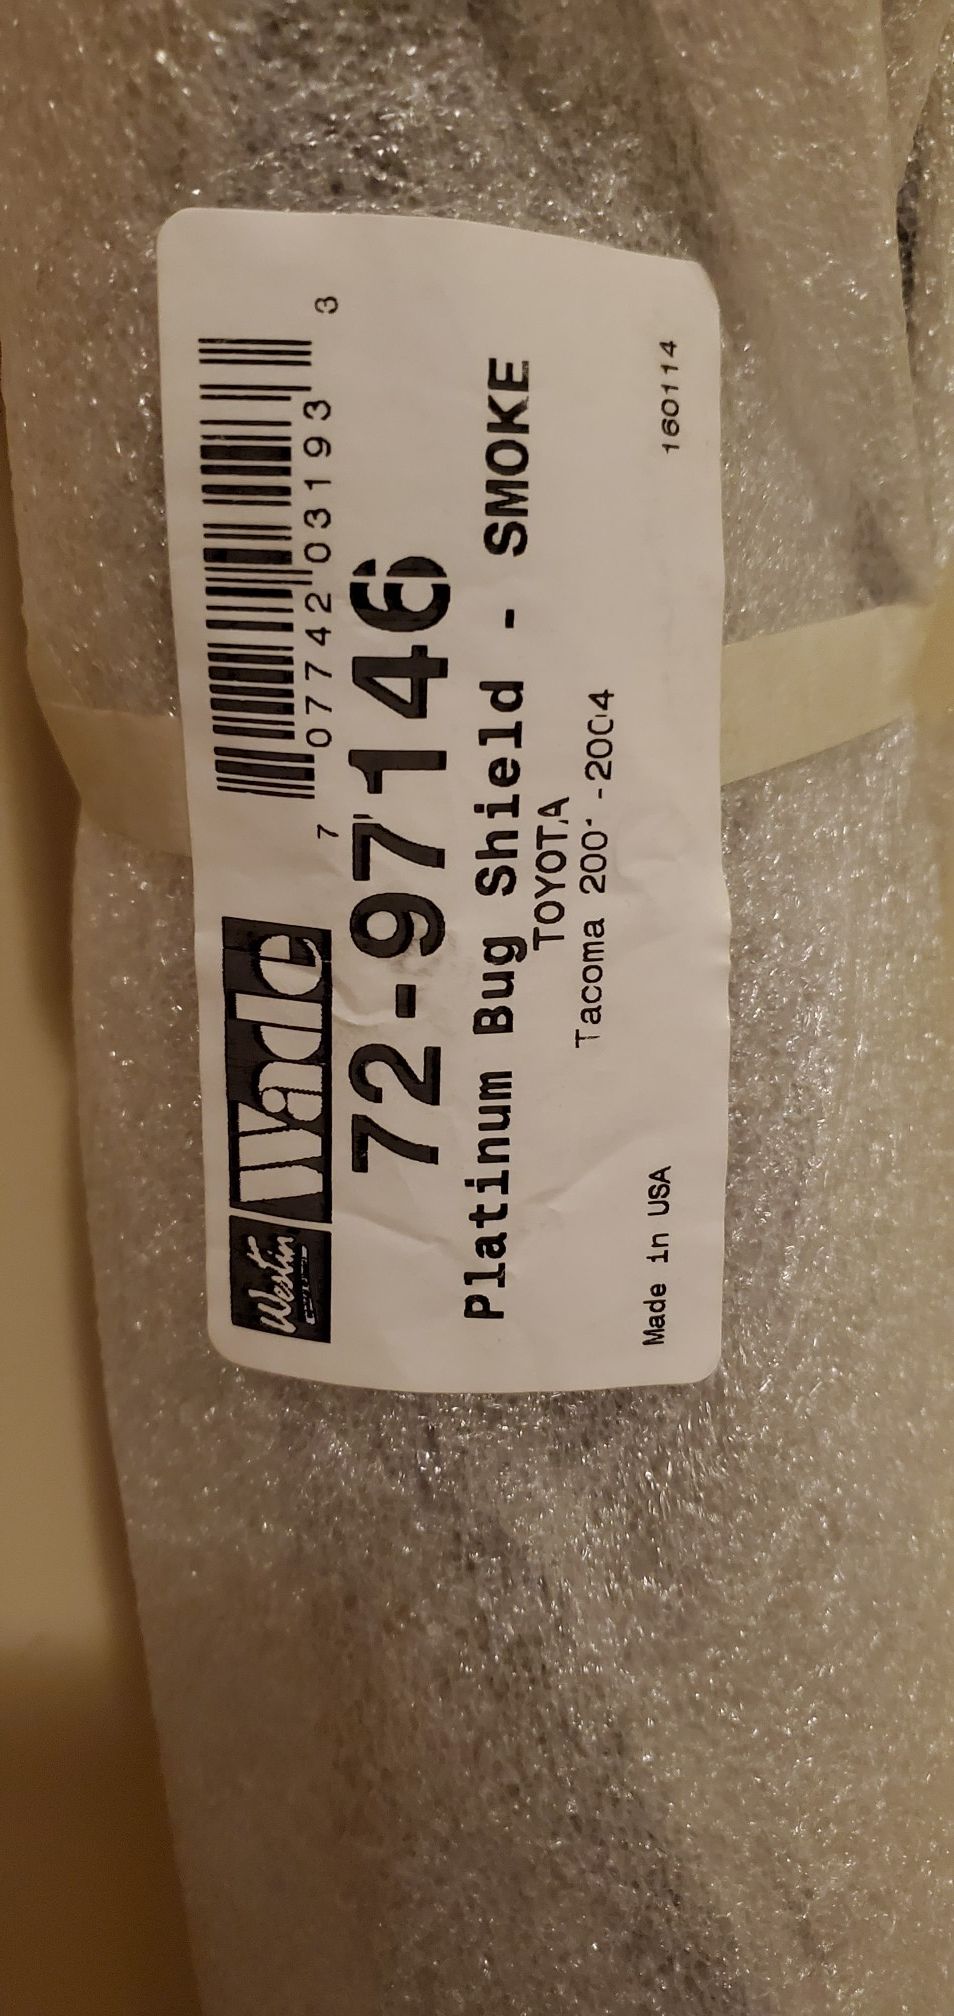 Westin Wade
7 07742 03193 3
72-97146
Platinum Bug Shield - SMOKE
TOYOTA
Tacoma -2004
Made in USA 160114